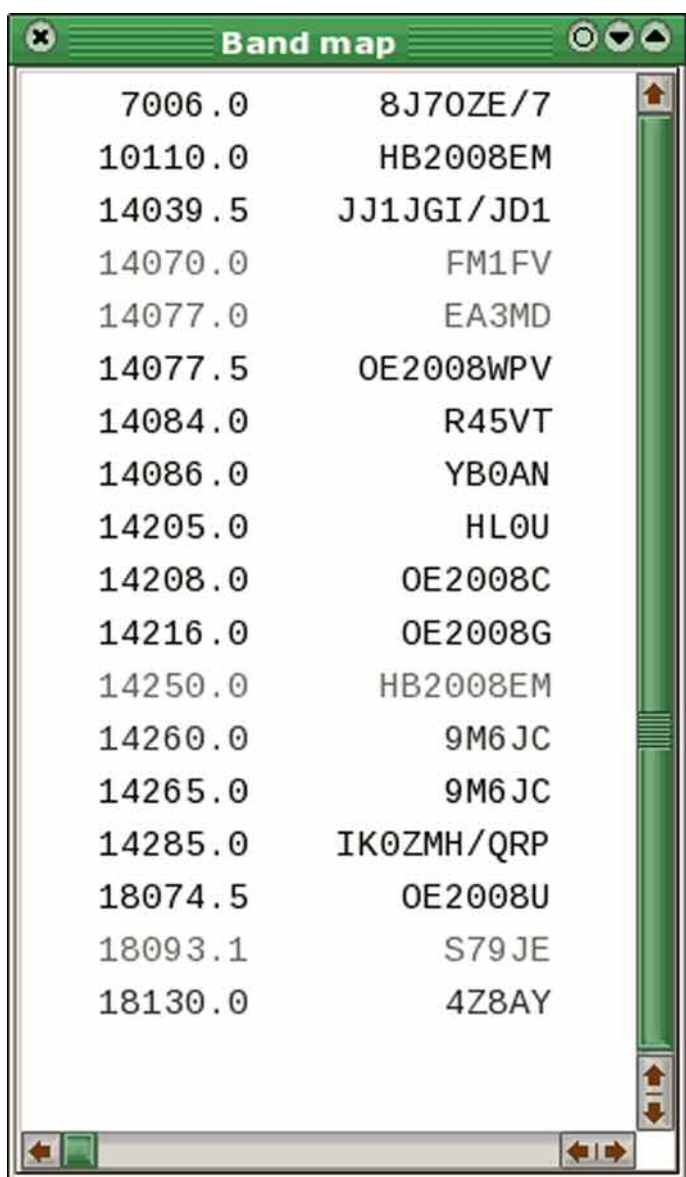 Band map
7006.0 8J7OZE/7
10110.0 HB2008EM
14039.5 JJ1JGI/JD1
14070.0 FM1FV
14077.0 EA3MD
14077.5 OE2008WPV
14084.0 R45VT
14086.0 YB0AN
14205.0 HL0U
14208.0 OE2008C
14216.0 OE2008G
14250.0 HB2008EM
14260.0 9M6JC
14265.0 9M6JC
14285.0 IK0ZMH/QRP
18074.5 OE2008U
18093.1 S79JE
18130.0 4Z8AY